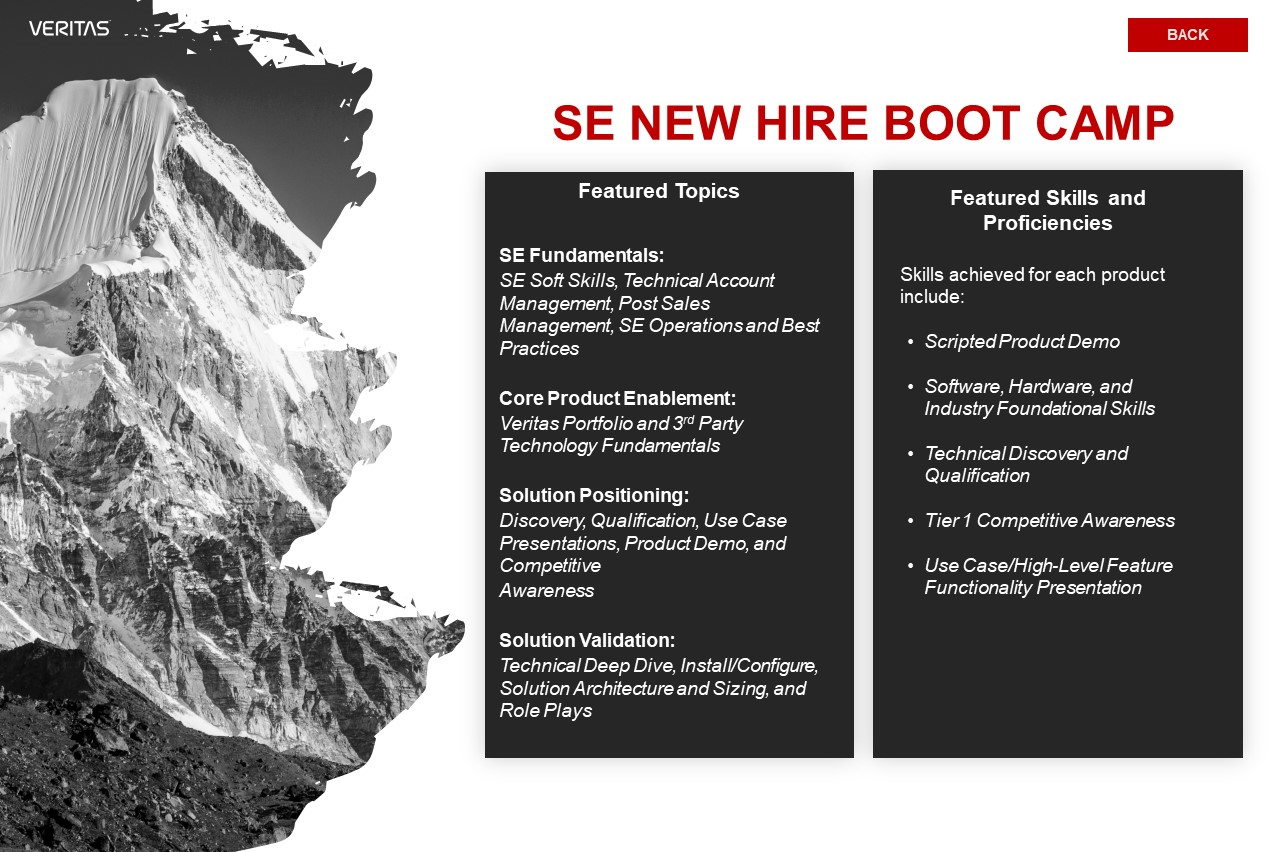 VERITAS
BACK
SE NEW HIRE BOOT CAMP
Featured Topics
SE Fundamentals:
SE Soft Skills, Technical Account
Management, Post Sales
Management, SE Operations and Best
Practices
Core Product Enablement:
Veritas Portfolio and 3rd Party
Technology Fundamentals
Solution Positioning:
Discovery, Qualification, Use Case
Presentations, Product Demo, and
Competitive
Awareness
Solution Validation:
Technical Deep Dive, Install/Configure,
Solution Architecture and Sizing, and
Role Plays
Featured Skills and
Proficiencies
Skills achieved for each product
include:
• Scripted Product Demo
• Software, Hardware, and
Industry Foundational Skills
• Technical Discovery and
Qualification
• Tier 1 Competitive Awareness
• Use Case/High-Level Feature
Functionality Presentation